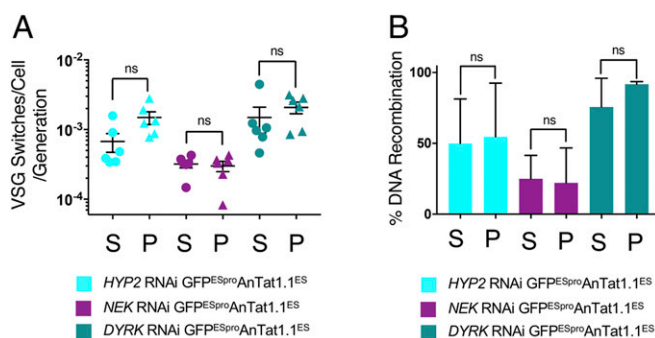 A
VSG Switches/Cell
/Generation
10⁻²
10⁻³
10⁻⁴
ns
ns
ns
S P S P S P
HYP2 RNAi GFPᴱˢᵖʳᵒAnTat1.1ᴱˢ
NEK RNAi GFPᴱˢᵖʳᵒAnTat1.1ᴱˢ
DYRK RNAi GFPᴱˢᵖʳᵒAnTat1.1ᴱˢ
B
% DNA Recombination
100
50
0
ns
ns
ns
S P S P S P
HYP2 RNAi GFPᴱˢᵖʳᵒAnTat1.1ᴱˢ
NEK RNAi GFPᴱˢᵖʳᵒAnTat1.1ᴱˢ
DYRK RNAi GFPᴱˢᵖʳᵒAnTat1.1ᴱˢ